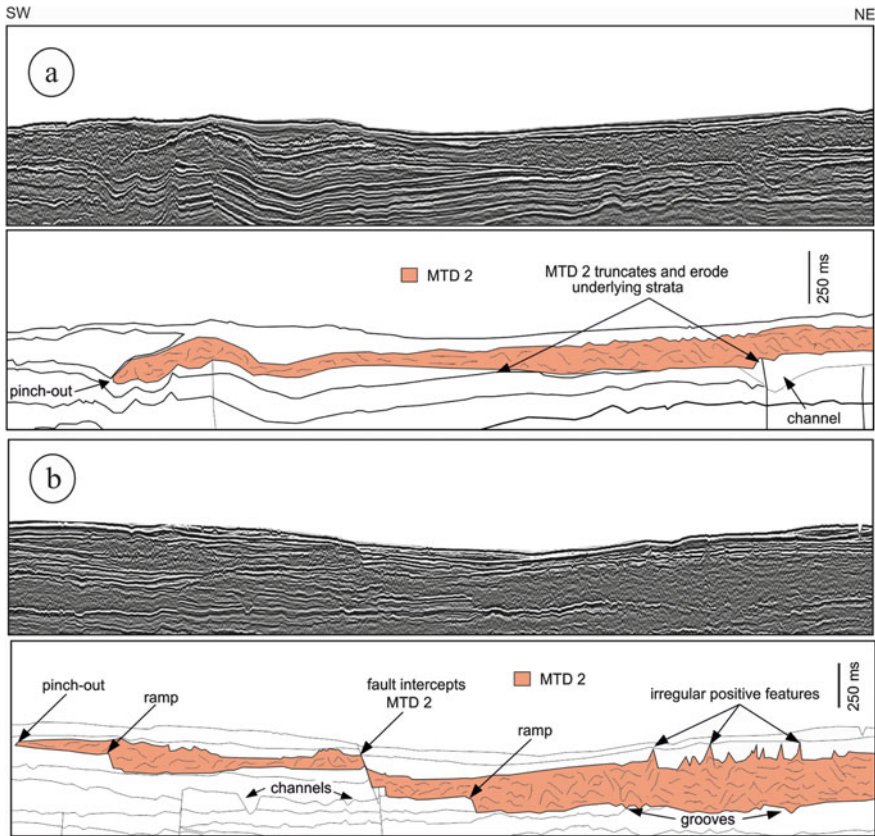 SW
NE
a
MTD 2
MTD 2 truncates and erode
underlying strata
250 ms
pinch-out
channel
b
MTD 2
250 ms
pinch-out
ramp
fault intercepts
MTD 2
irregular positive features
ramp
channels
grooves